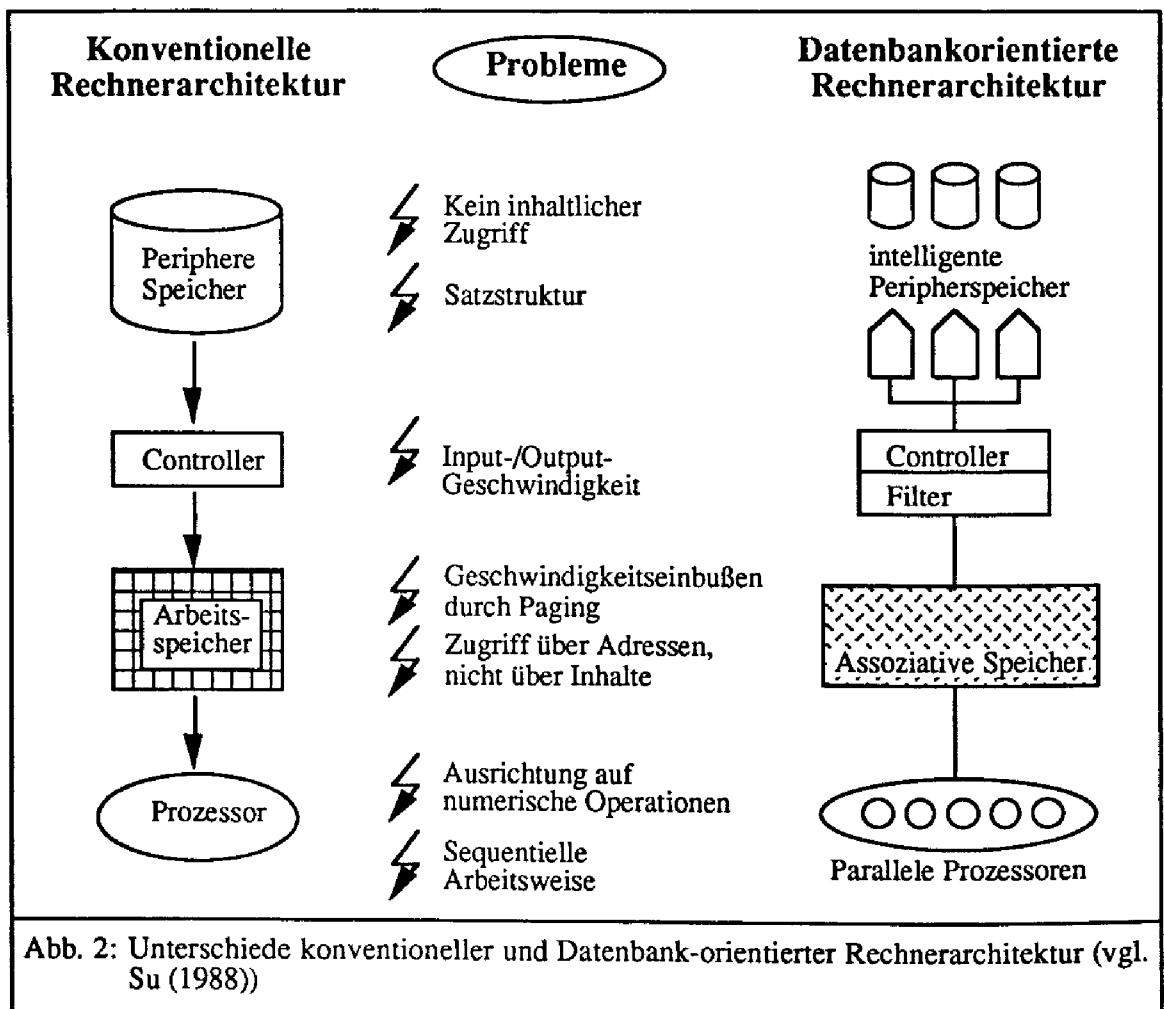 Konventionelle
Rechnerarchitektur
Probleme
Datenbankorientierte
Rechnerarchitektur
Periphere
Speicher
Controller
Arbeits-
speicher
Prozessor
Kein inhaltlicher
Zugriff
Satzstruktur
Input-/Output-
Geschwindigkeit
Geschwindigkeitseinbußen
durch Paging
Zugriff über Adressen,
nicht über Inhalte
Ausrichtung auf
numerische Operationen
Sequentielle
Arbeitsweise
intelligente
Peripherspeicher
Controller
Filter
Assoziative Speicher
Parallele Prozessoren
Abb. 2: Unterschiede konventioneller und Datenbank-orientierter Rechnerarchitektur (vgl.
Su (1988))